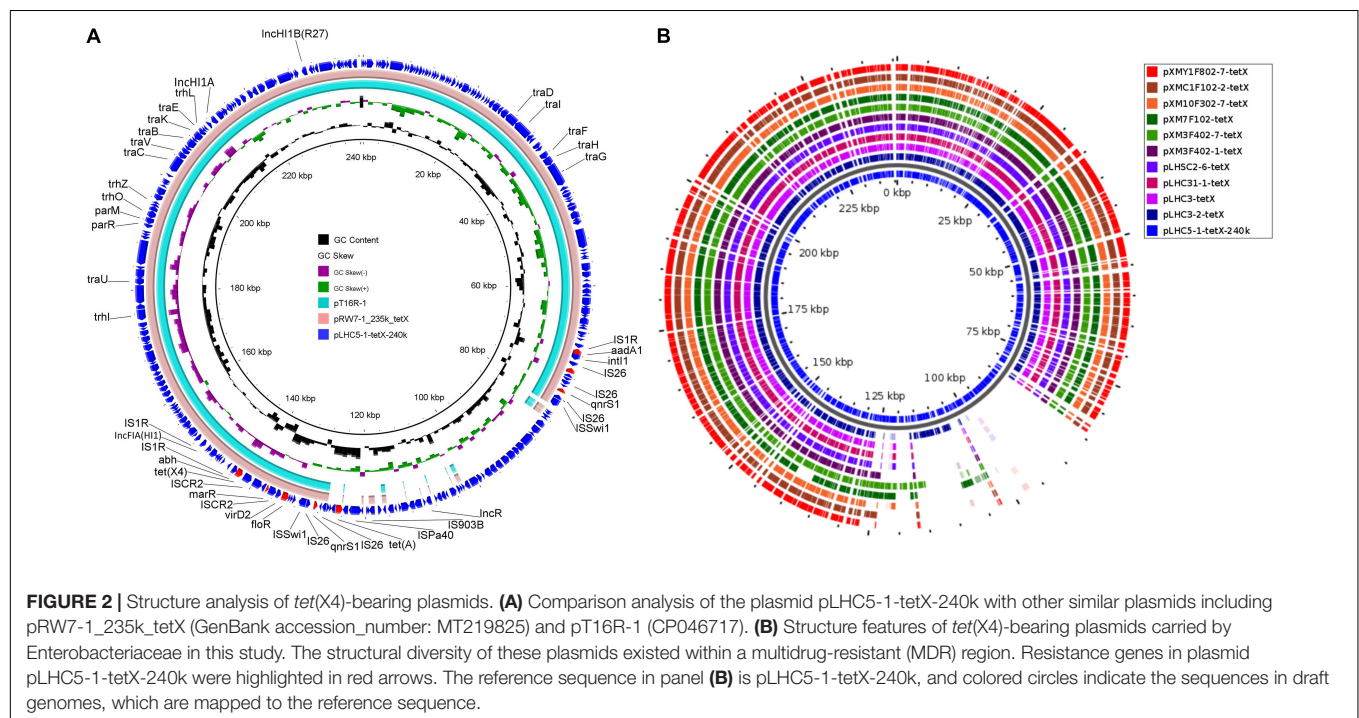 A
IncHI1B(R27)
IncHI1A
trhL
traE
traK
traB
traV
traC
trhZ
trhO
parM
parR
traU
trhI
IS1R
IncFIA(HI1)
IS1R
abh
tet(X4)
ISCR2
marR
ISCR2
virD2
floR
ISSwi1
IS26
qnrS1
IS26
tet(A)
ISPa40
IS903B
IncR
traD
traI
traF
traH
traG
IS1R
aadA1
intI1
IS26
IS26
qnrS1
IS26
ISSwi1
240 kbp
20 kbp
40 kbp
60 kbp
80 kbp
100 kbp
120 kbp
140 kbp
160 kbp
180 kbp
200 kbp
220 kbp
GC Content
GC Skew
GC Skew(-)
GC Skew(+)
pT16R-1
pRW7-1_235k_tetX
pLHC5-1-tetX-240k
B
0 kbp
25 kbp
50 kbp
75 kbp
100 kbp
125 kbp
150 kbp
175 kbp
200 kbp
225 kbp
pXMY1F802-7-tetX
pXMC1F102-2-tetX
pXM10F302-7-tetX
pXM7F102-tetX
pXM3F402-7-tetX
pXM3F402-1-tetX
pLHSC2-6-tetX
pLHC31-1-tetX
pLHC3-tetX
pLHC3-2-tetX
pLHC5-1-tetX-240k
FIGURE 2 | Structure analysis of tet(X4)-bearing plasmids. (A) Comparison analysis of the plasmid pLHC5-1-tetX-240k with other similar plasmids including
pRW7-1_235k_tetX (GenBank accession_number: MT219825) and pT16R-1 (CP046717). (B) Structure features of tet(X4)-bearing plasmids carried by
Enterobacteriaceae in this study. The structural diversity of these plasmids existed within a multidrug-resistant (MDR) region. Resistance genes in plasmid
pLHC5-1-tetX-240k were highlighted in red arrows. The reference sequence in panel (B) is pLHC5-1-tetX-240k, and colored circles indicate the sequences in draft
genomes, which are mapped to the reference sequence.